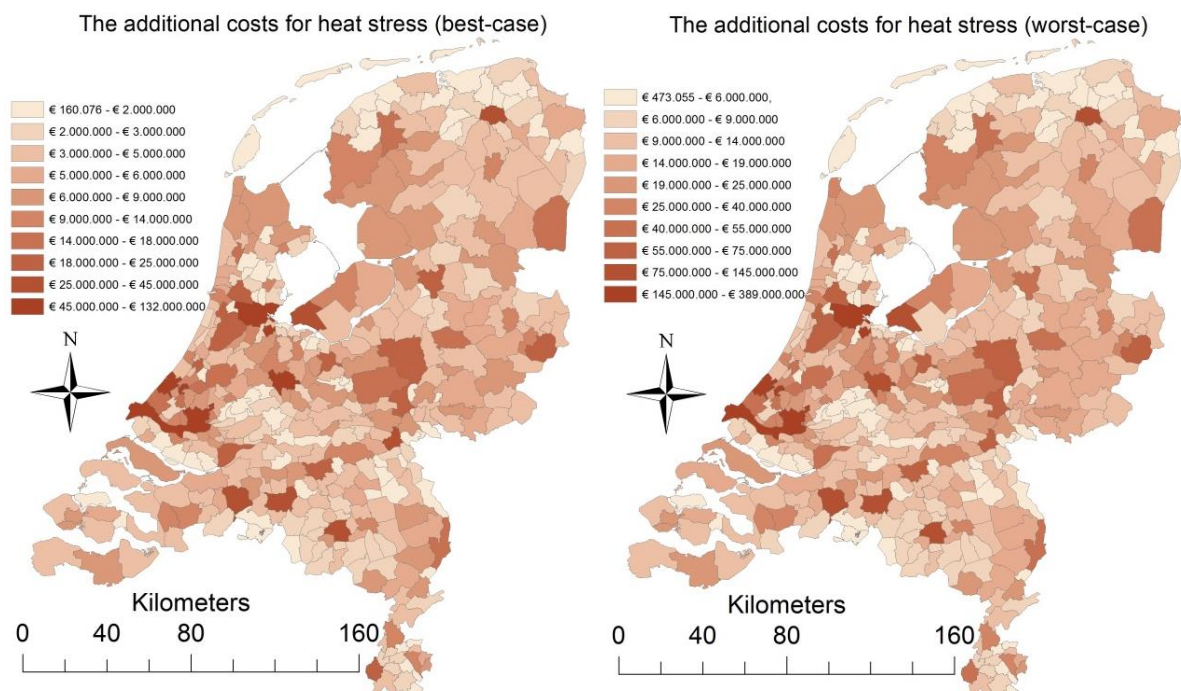 The additional costs for heat stress (best-case)
€ 160.076 - € 2.000.000
€ 2.000.000 - € 3.000.000
€ 3.000.000 - € 5.000.000
€ 5.000.000 - € 6.000.000
€ 6.000.000 - € 9.000.000
€ 9.000.000 - € 14.000.000
€ 14.000.000 - € 18.000.000
€ 18.000.000 - € 25.000.000
€ 25.000.000 - € 45.000.000
€ 45.000.000 - € 132.000.000
N
Kilometers
0 40 80 160
The additional costs for heat stress (worst-case)
€ 473.055 - € 6.000.000,
€ 6.000.000 - € 9.000.000
€ 9.000.000 - € 14.000.000
€ 14.000.000 - € 19.000.000
€ 19.000.000 - € 25.000.000
€ 25.000.000 - € 40.000.000
€ 40.000.000 - € 55.000.000
€ 55.000.000 - € 75.000.000
€ 75.000.000 - € 145.000.000
€ 145.000.000 - € 389.000.000
N
Kilometers
0 40 80 160